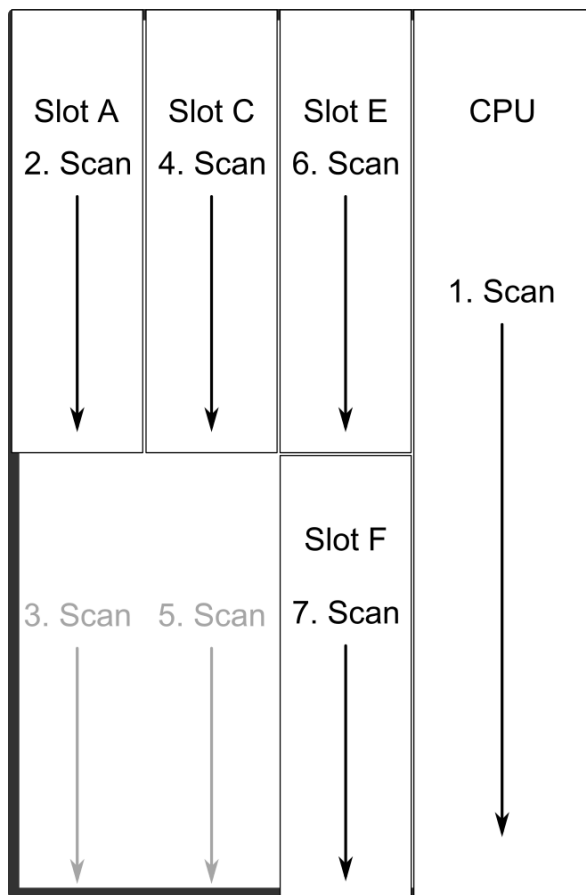 Slot A
2. Scan
Slot C
4. Scan
Slot E
6. Scan
CPU
1. Scan
3. Scan
5. Scan
Slot F
7. Scan